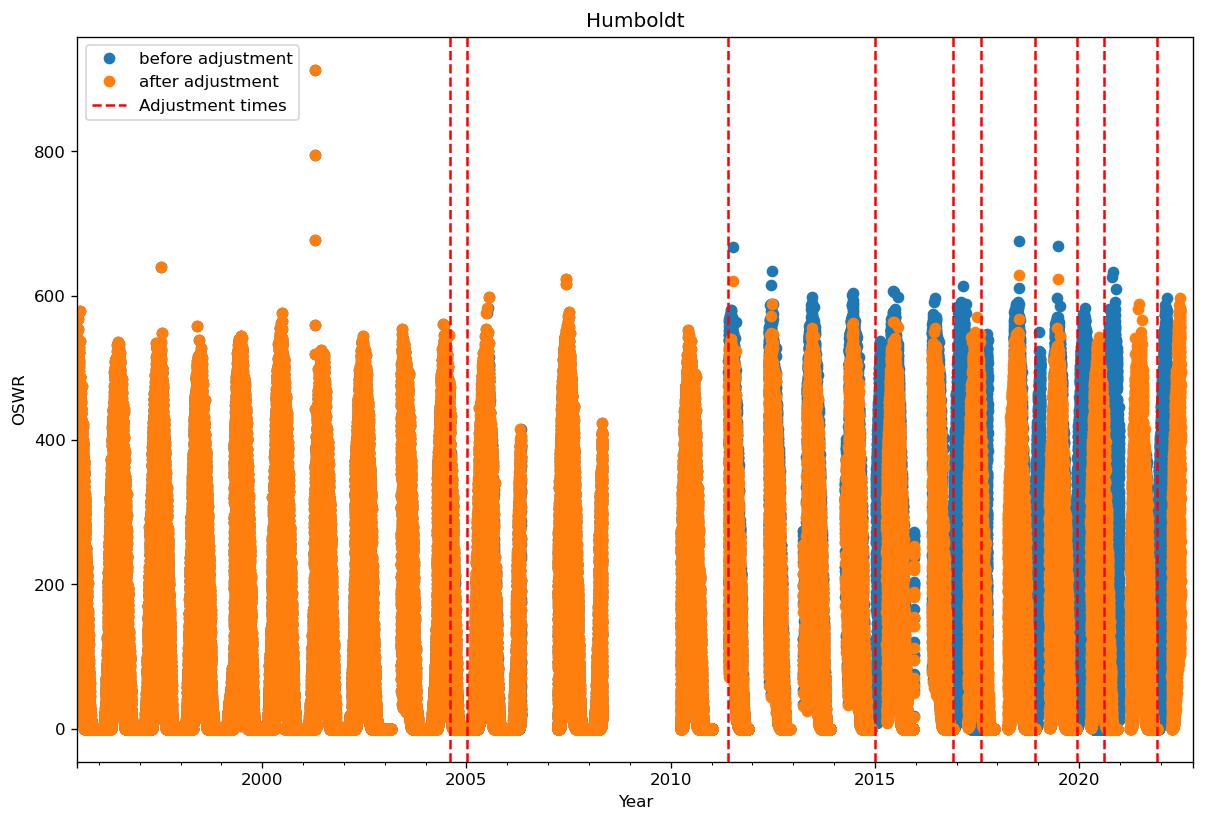 Humboldt
before adjustment
after adjustment
Adjustment times
800
600
400
200
0
OSWR
2000 2005 2010 2015 2020
Year